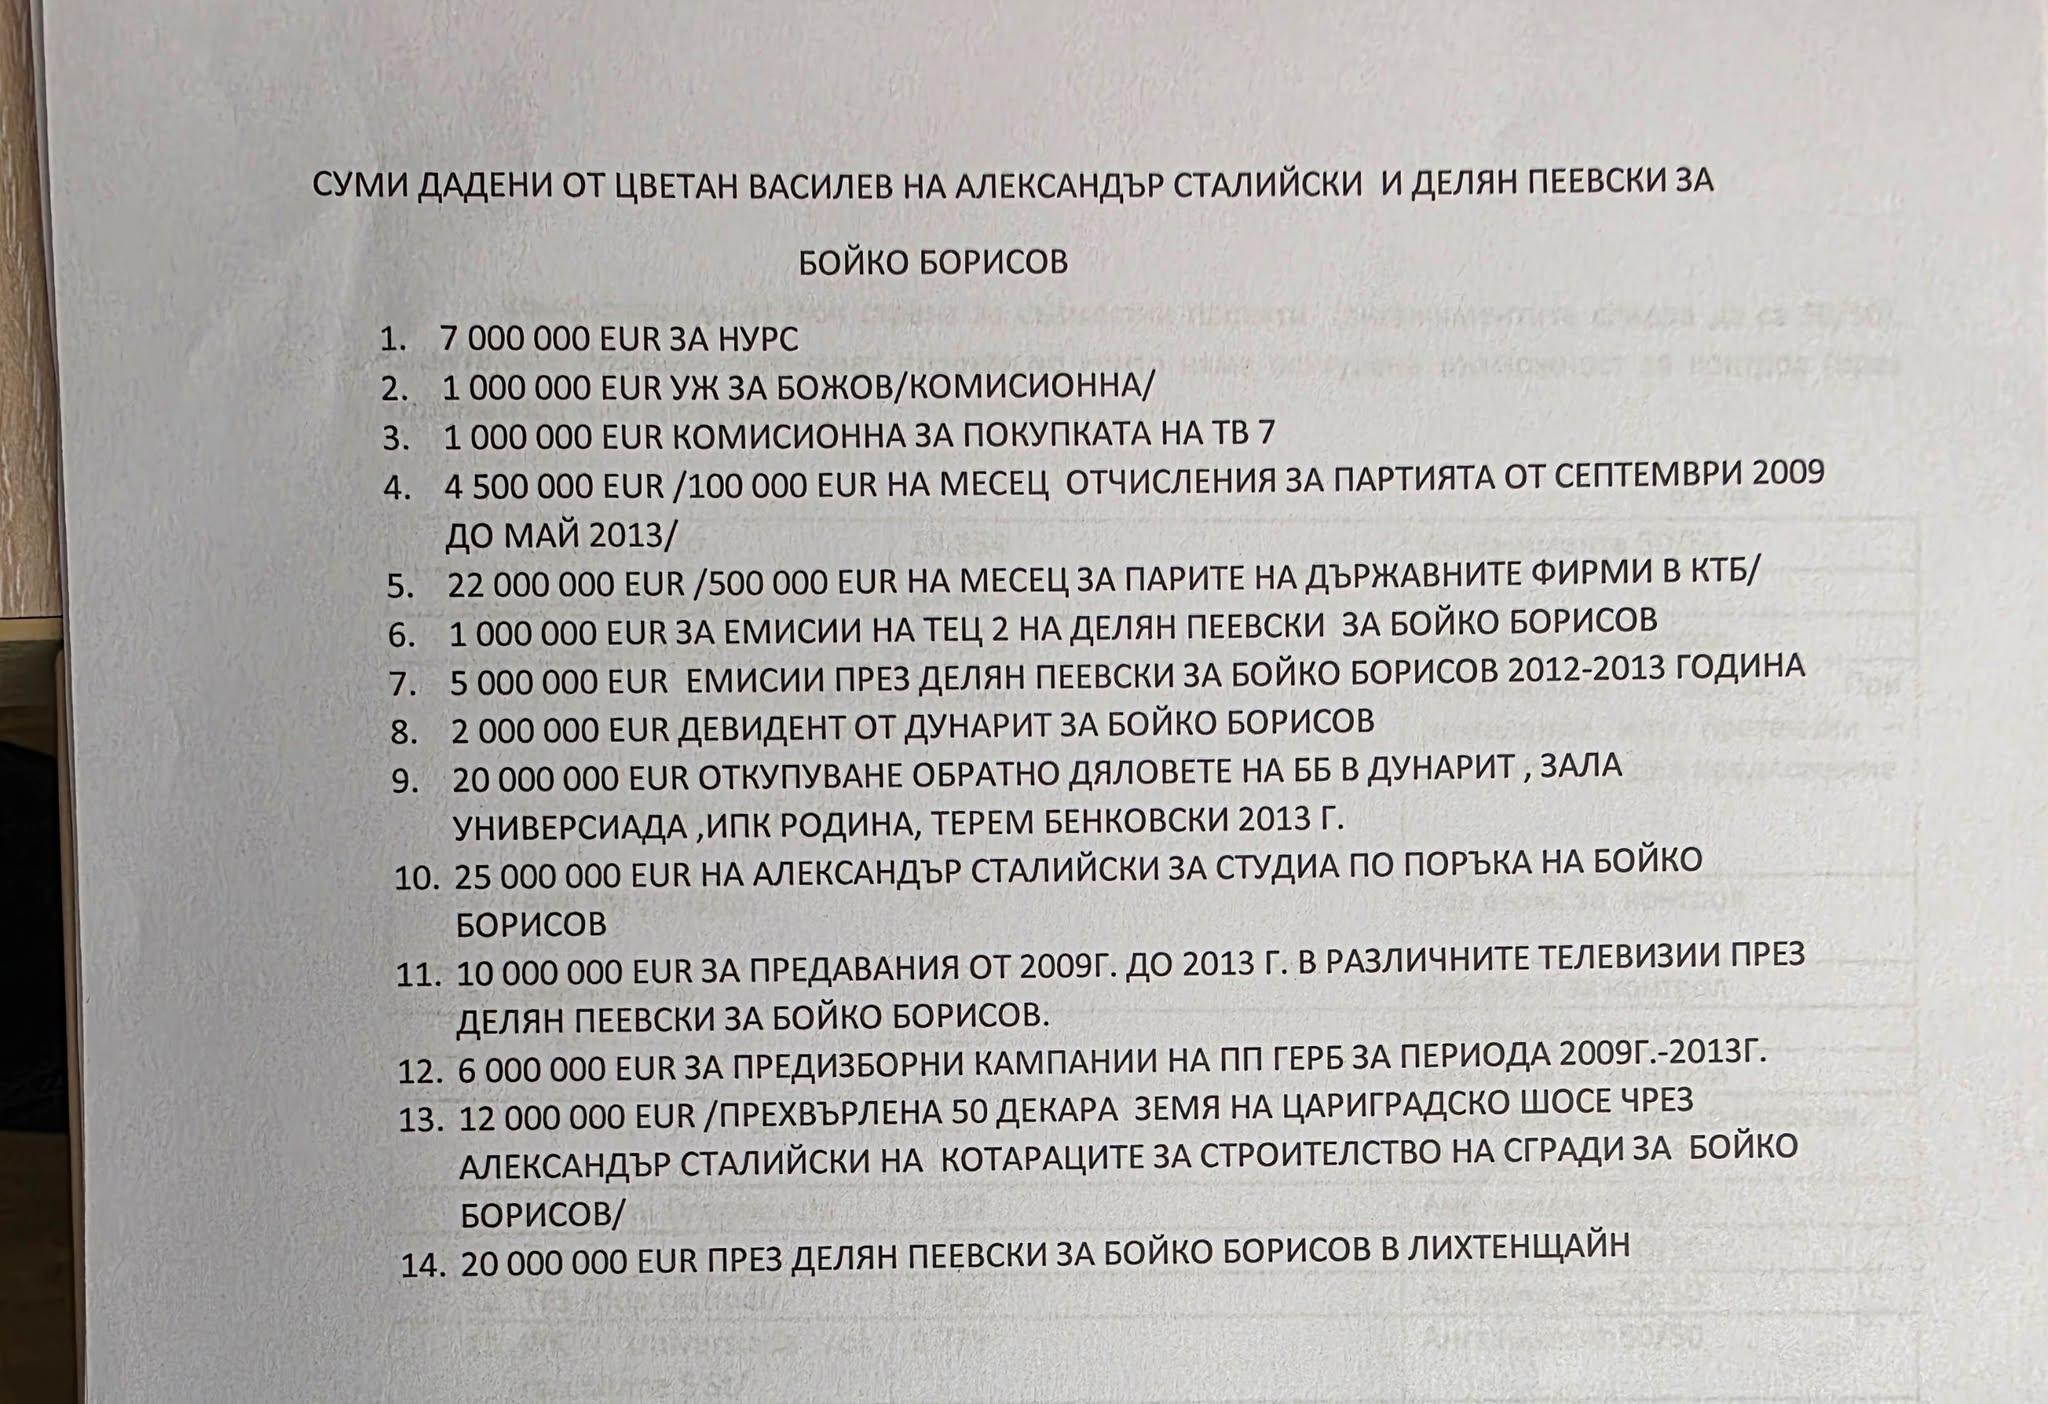 СУМИ ДАДЕНИ ОТ ЦВЕТАН ВАСИЛЕВ НА АЛЕКСАНДЪР СТАЛИЙСКИ И ДЕЛЯН ПЕЕВСКИ ЗА
БОЙКО БОРИСОВ
1. 7 000 000 EUR ЗА НУРС
2. 1 000 000 EUR УЖ ЗА БОЖОВ/КОМИСИОННА/
3. 1 000 000 EUR КОМИСИОННА ЗА ПОКУПКАТА НА ТВ 7
4. 4 500 000 EUR /100 000 EUR НА МЕСЕЦ ОТЧИСЛЕНИЯ ЗА ПАРТИЯТА ОТ СЕПТЕМВРИ 2009
ДО МАЙ 2013/
5. 22 000 000 EUR /500 000 EUR НА МЕСЕЦ ЗА ПАРИТЕ НА ДЪРЖАВНИТЕ ФИРМИ В КТБ/
6. 1 000 000 EUR ЗА ЕМИСИИ НА ТЕЦ 2 НА ДЕЛЯН ПЕЕВСКИ ЗА БОЙКО БОРИСОВ
7. 5 000 000 EUR ЕМИСИИ ПРЕЗ ДЕЛЯН ПЕЕВСКИ ЗА БОЙКО БОРИСОВ 2012-2013 ГОДИНА
8. 2 000 000 EUR ДЕВИДЕНТ ОТ ДУНАРИТ ЗА БОЙКО БОРИСОВ
9. 20 000 000 EUR ОТКУПУВАНЕ ОБРАТНО ДЯЛОВЕТЕ НА ББ В ДУНАРИТ , ЗАЛА
УНИВЕРСИАДА ,ИПК РОДИНА, ТЕРЕМ БЕНКОВСКИ 2013 Г.
10. 25 000 000 EUR НА АЛЕКСАНДЪР СТАЛИЙСКИ ЗА СТУДИА ПО ПОРЪКА НА БОЙКО
БОРИСОВ
11. 10 000 000 EUR ЗА ПРЕДАВАНИЯ ОТ 2009Г. ДО 2013 Г. В РАЗЛИЧНИТЕ ТЕЛЕВИЗИИ ПРЕЗ
ДЕЛЯН ПЕЕВСКИ ЗА БОЙКО БОРИСОВ.
12. 6 000 000 EUR ЗА ПРЕДИЗБОРНИ КАМПАНИИ НА ПП ГЕРБ ЗА ПЕРИОДА 2009Г.-2013Г.
13. 12 000 000 EUR /ПРЕХВЪРЛЕНА 50 ДЕКАРА ЗЕМЯ НА ЦАРИГРАДСКО ШОСЕ ЧРЕЗ
АЛЕКСАНДЪР СТАЛИЙСКИ НА КОТАРАЦИТЕ ЗА СТРОИТЕЛСТВО НА СГРАДИ ЗА БОЙКО
БОРИСОВ/
14. 20 000 000 EUR ПРЕЗ ДЕЛЯН ПЕЕВСКИ ЗА БОЙКО БОРИСОВ В ЛИХТЕНЩАЙН